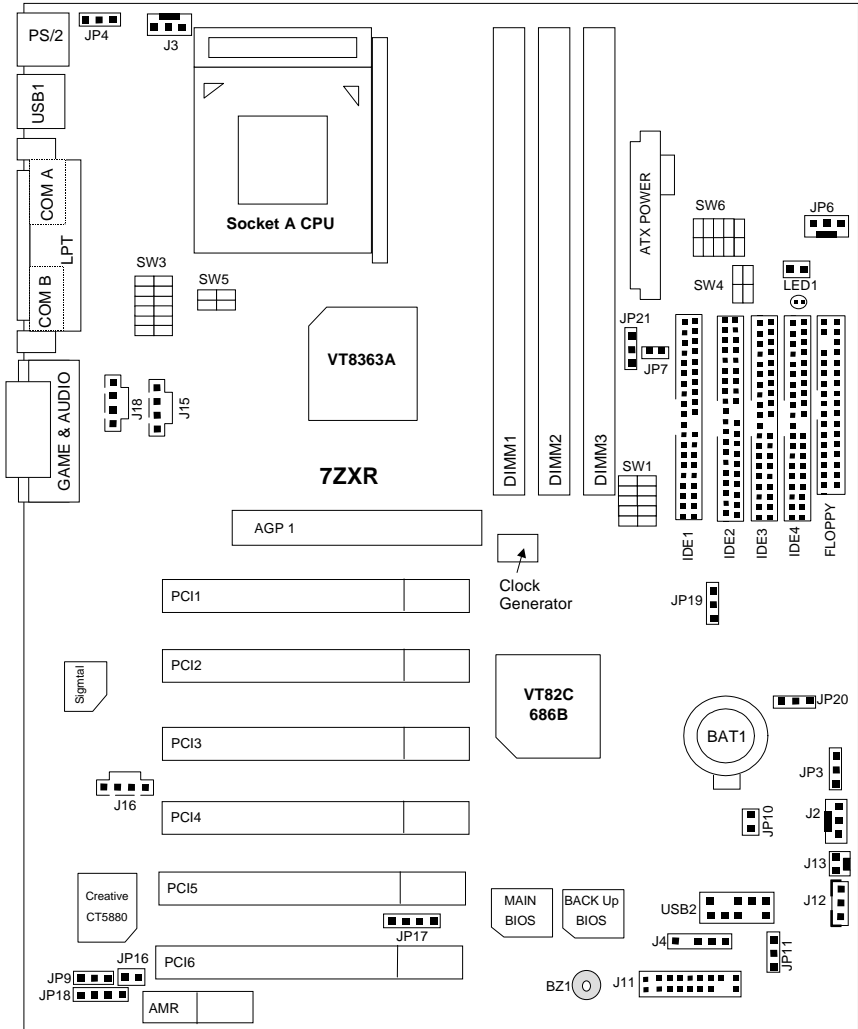 PS/2
JP4
J3
USB1
COM A
LPT
COM B
Socket A CPU
ATX POWER
SW6
JP6
SW4
LED1
SW3
SW5
VT8363A
JP21
JP7
GAME & AUDIO
J18
J15
7ZXR
DIMM1
DIMM2
DIMM3
SW1
IDE1
IDE2
IDE3
IDE4
FLOPPY
AGP 1
Clock
Generator
PCI1
JP19
Sigmtal
PCI2
VT82C
686B
JP20
BAT1
PCI3
JP3
J16
PCI4
JP10
J2
J13
Creative
CT5880
PCI5
MAIN
BIOS
BACK Up
BIOS
USB2
J12
JP17
J4
JP11
JP16
PCI6
JP9
JP18
AMR
BZ1
J11